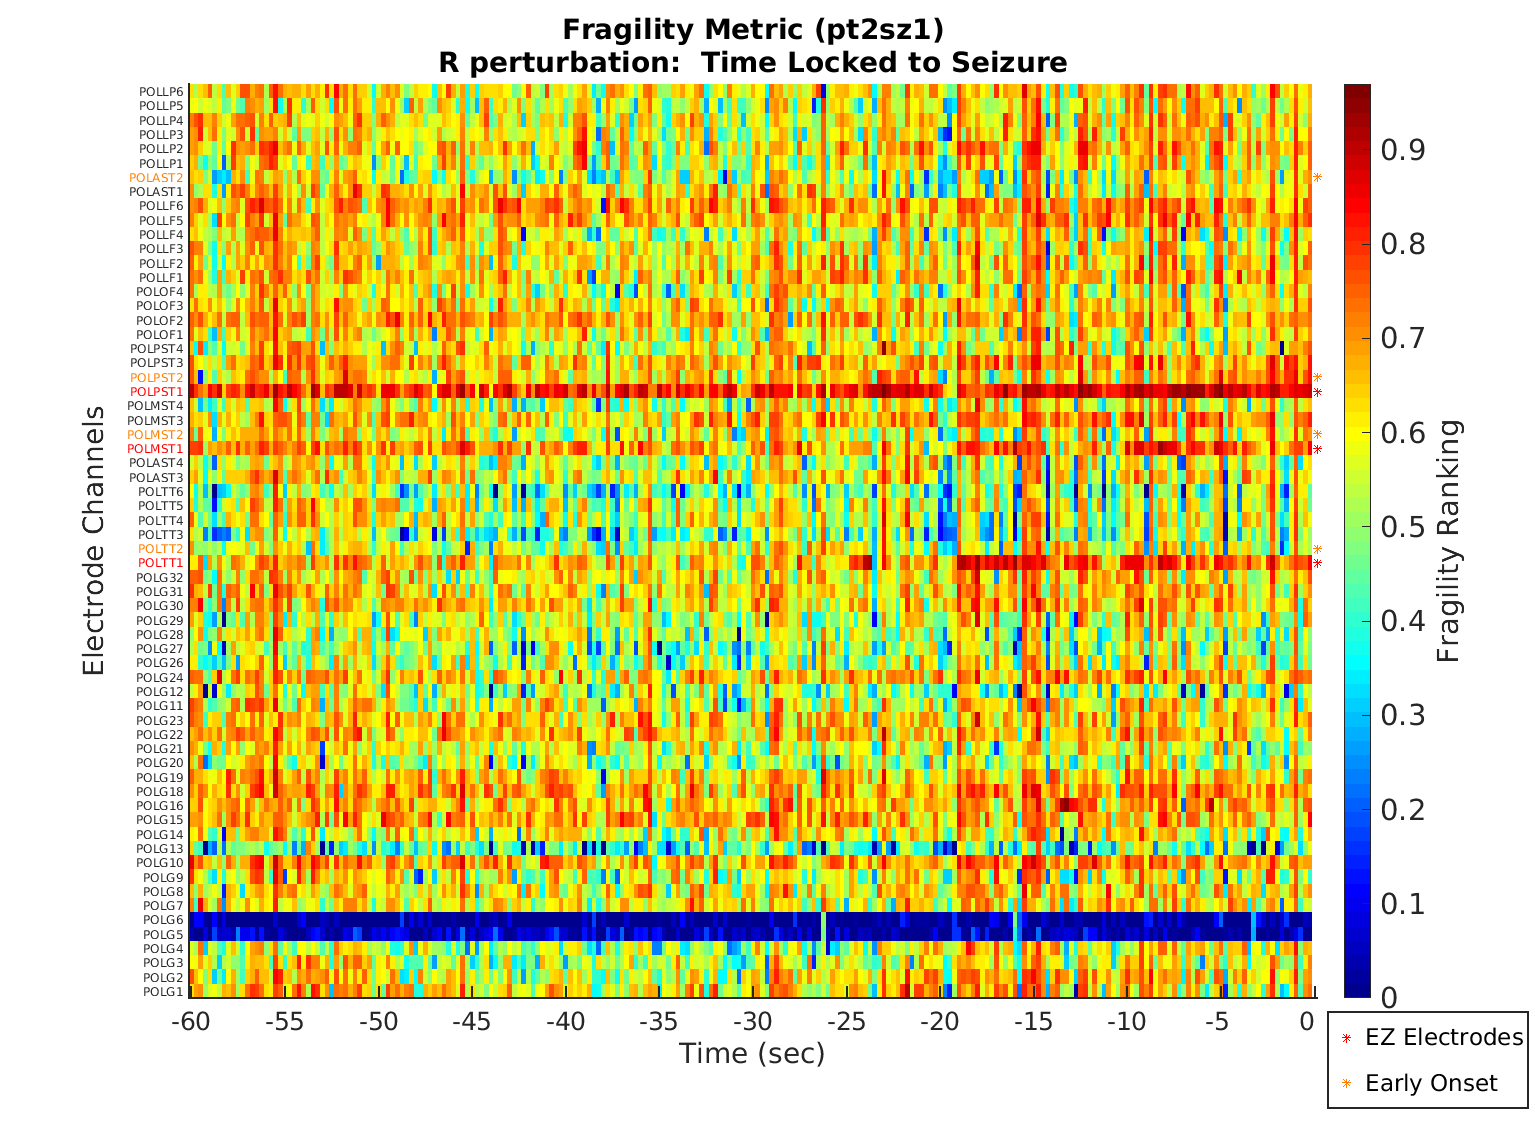 Fragility Metric (pt2sz1)
R perturbation:  Time Locked to Seizure
Electrode Channels
POLLP6
POLLP5
POLLP4
POLLP3
POLLP2
POLLP1
POLAST2
POLAST1
POLLF6
POLLF5
POLLF4
POLLF3
POLLF2
POLLF1
POLOF4
POLOF3
POLOF2
POLOF1
POLPST4
POLPST3
POLPST2
POLPST1
POLMST4
POLMST3
POLMST2
POLMST1
POLAST4
POLAST3
POLTT6
POLTT5
POLTT4
POLTT3
POLTT2
POLTT1
POLG32
POLG31
POLG30
POLG29
POLG28
POLG27
POLG26
POLG24
POLG12
POLG11
POLG23
POLG22
POLG21
POLG20
POLG19
POLG18
POLG16
POLG15
POLG14
POLG13
POLG10
POLG9
POLG8
POLG7
POLG6
POLG5
POLG4
POLG3
POLG2
POLG1
-60 -55 -50 -45 -40 -35 -30 -25 -20 -15 -10 -5 0
Time (sec)
0.9
0.8
0.7
0.6
0.5
0.4
0.3
0.2
0.1
0
Fragility Ranking
EZ Electrodes
Early Onset